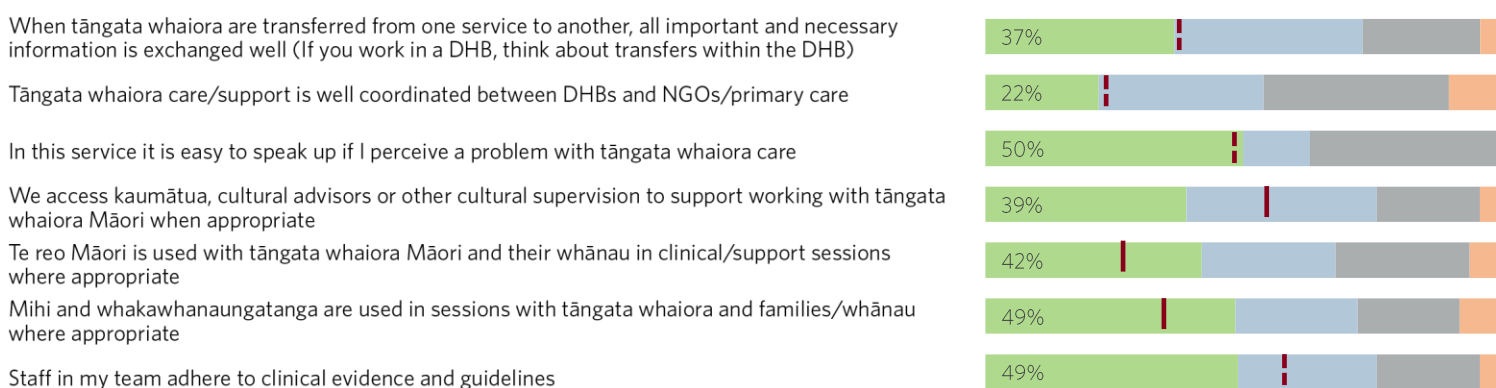 When tāngata whaiora are transferred from one service to another, all important and necessary
information is exchanged well (If you work in a DHB, think about transfers within the DHB)
37%
Tāngata whaiora care/support is well coordinated between DHBs and NGOs/primary care
22%
In this service it is easy to speak up if I perceive a problem with tāngata whaiora care
50%
We access kaumātua, cultural advisors or other cultural supervision to support working with tāngata
whaiora Māori when appropriate
39%
Te reo Māori is used with tāngata whaiora Māori and their whānau in clinical/support sessions
where appropriate
42%
Mihi and whakawhanaungatanga are used in sessions with tāngata whaiora and families/whānau
where appropriate
49%
Staff in my team adhere to clinical evidence and guidelines
49%